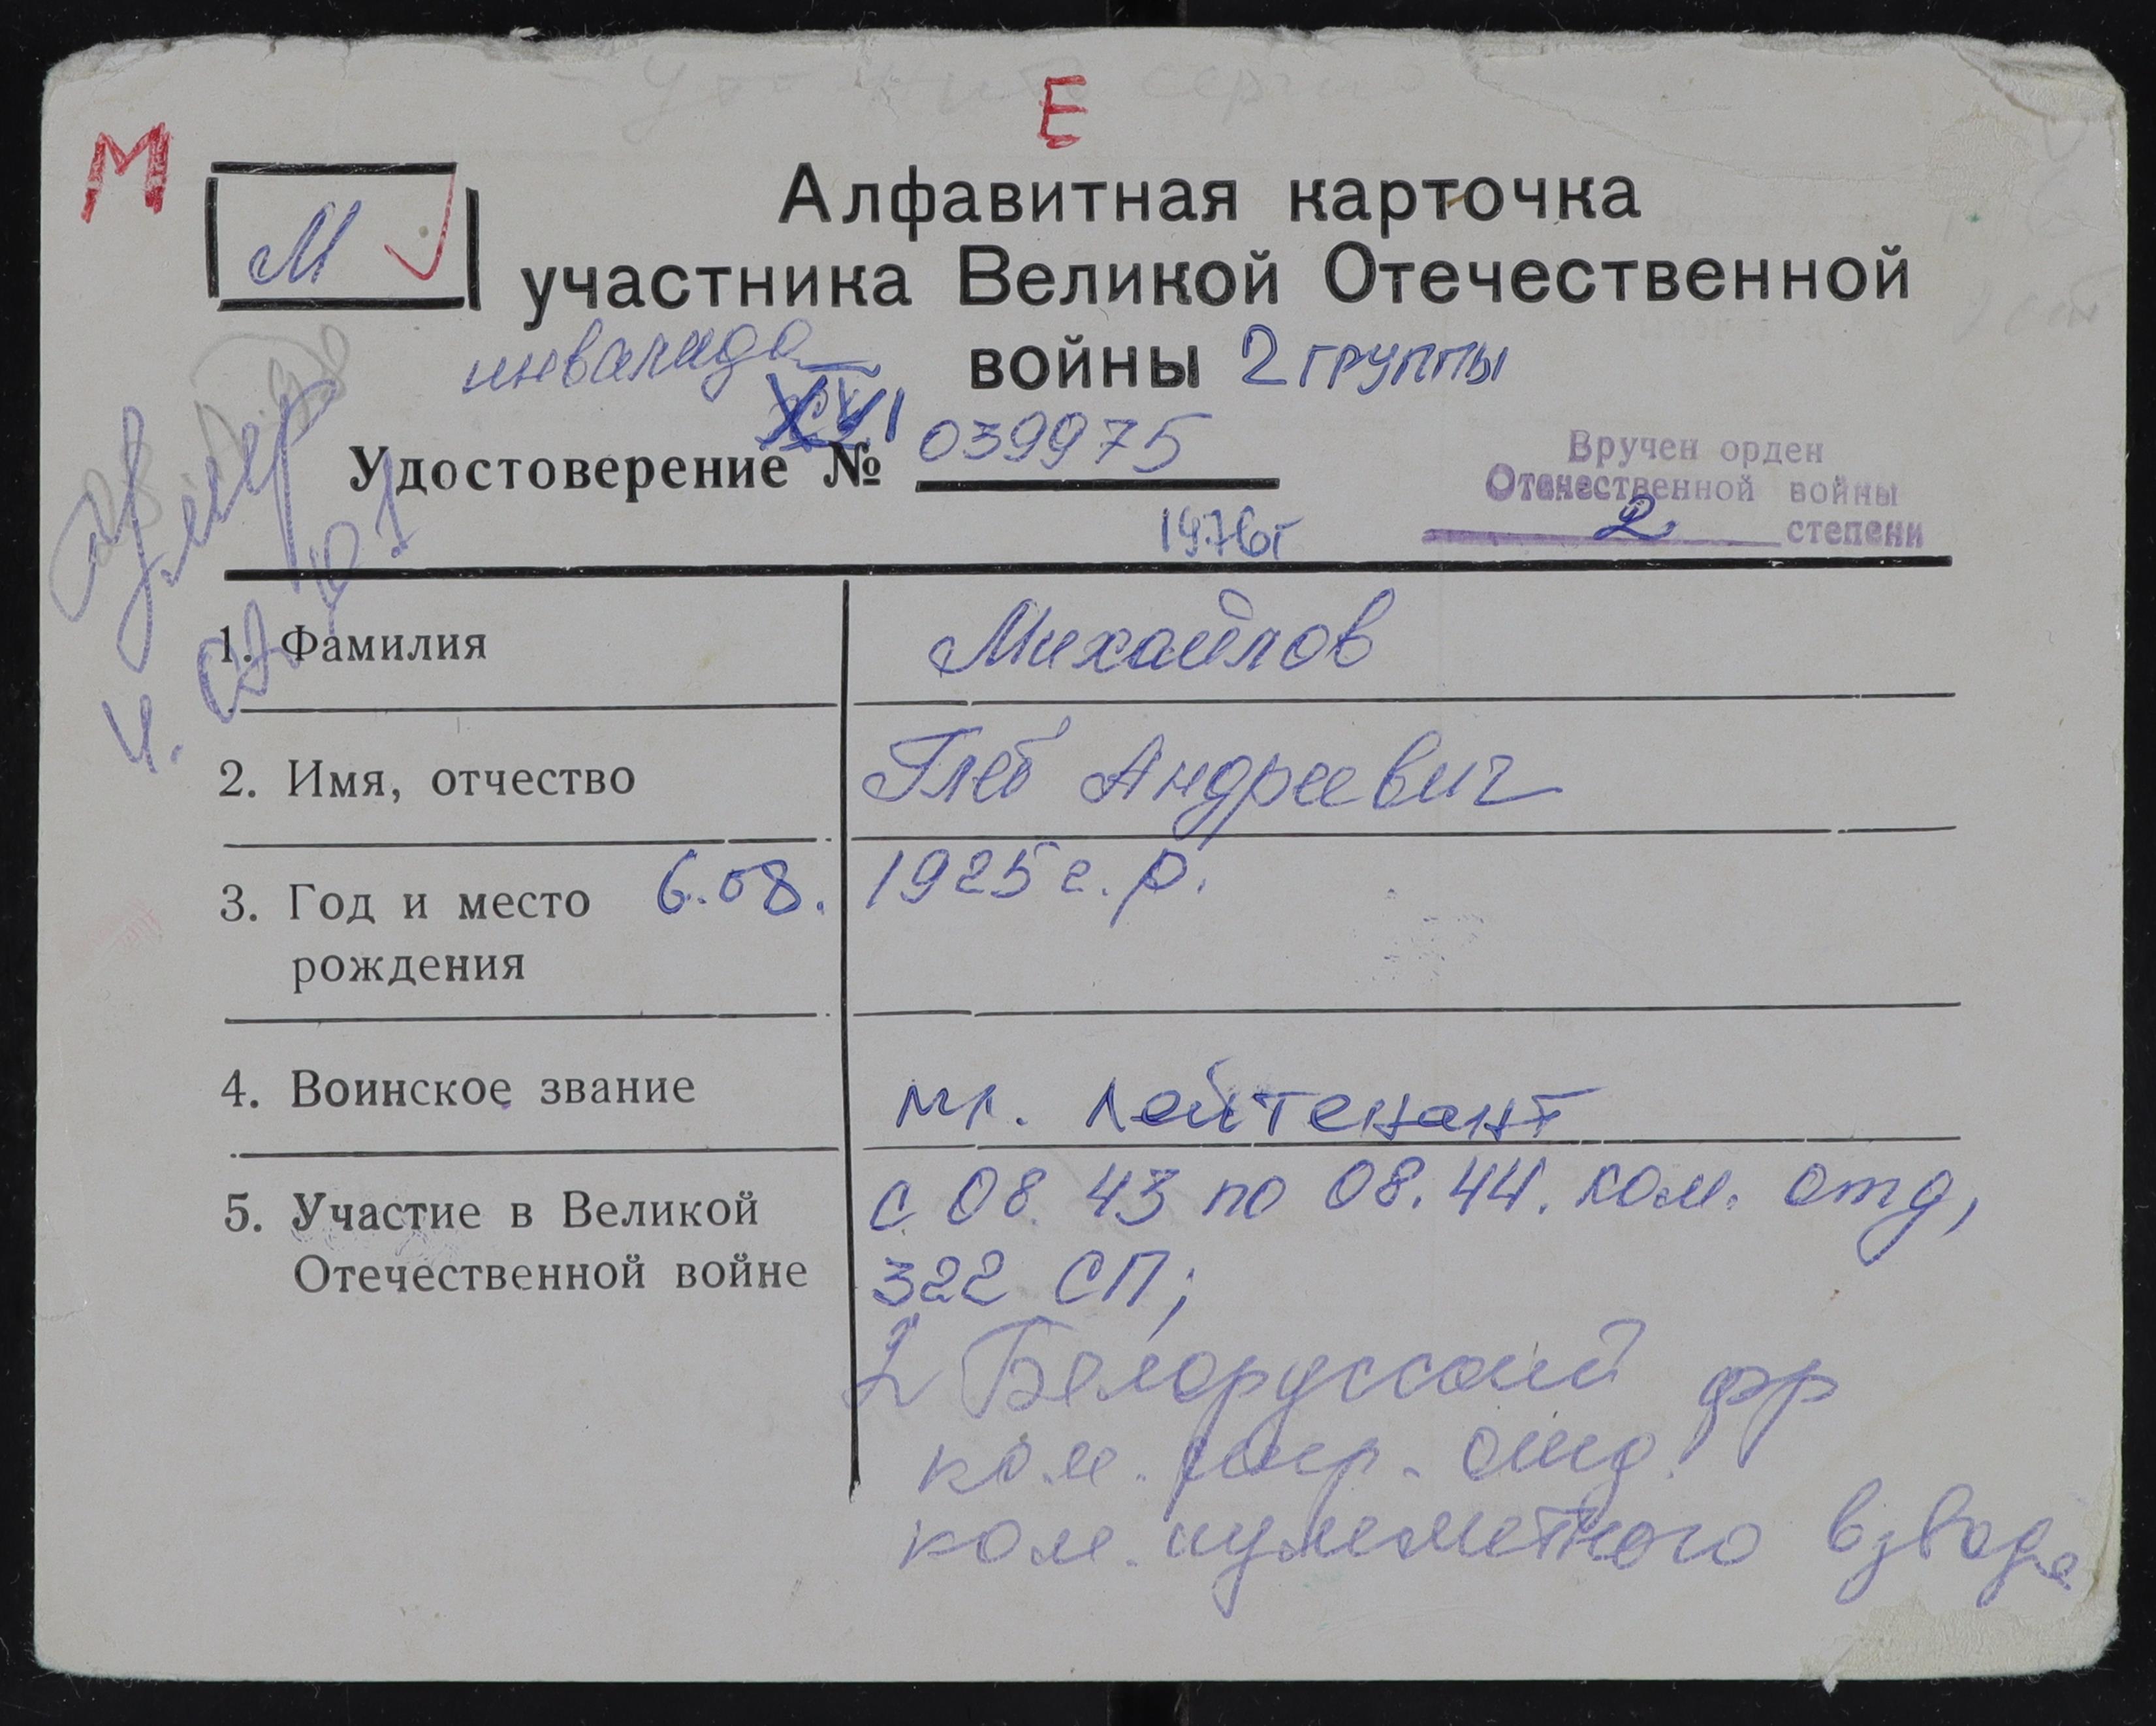 Е
М
М
Алфавитная карточка
участника Великой Отечественной
инвалида войны 2 группы
XVI
Удостоверение № 039975
1976г
Вручен орден
Отечественной войны
2 степени
умер
1. Фамилия Михайлов
2. Имя, отчество Глеб Андреевич
3. Год и место рождения 6.08. 1925 г. р.
4. Воинское звание мл. лейтенант
5. Участие в Великой Отечественной войне с 08.43 по 08.44. ком. отд,
322 СП;
2 Белорусский фр
ком. отд.
ком. пулеметного взвода